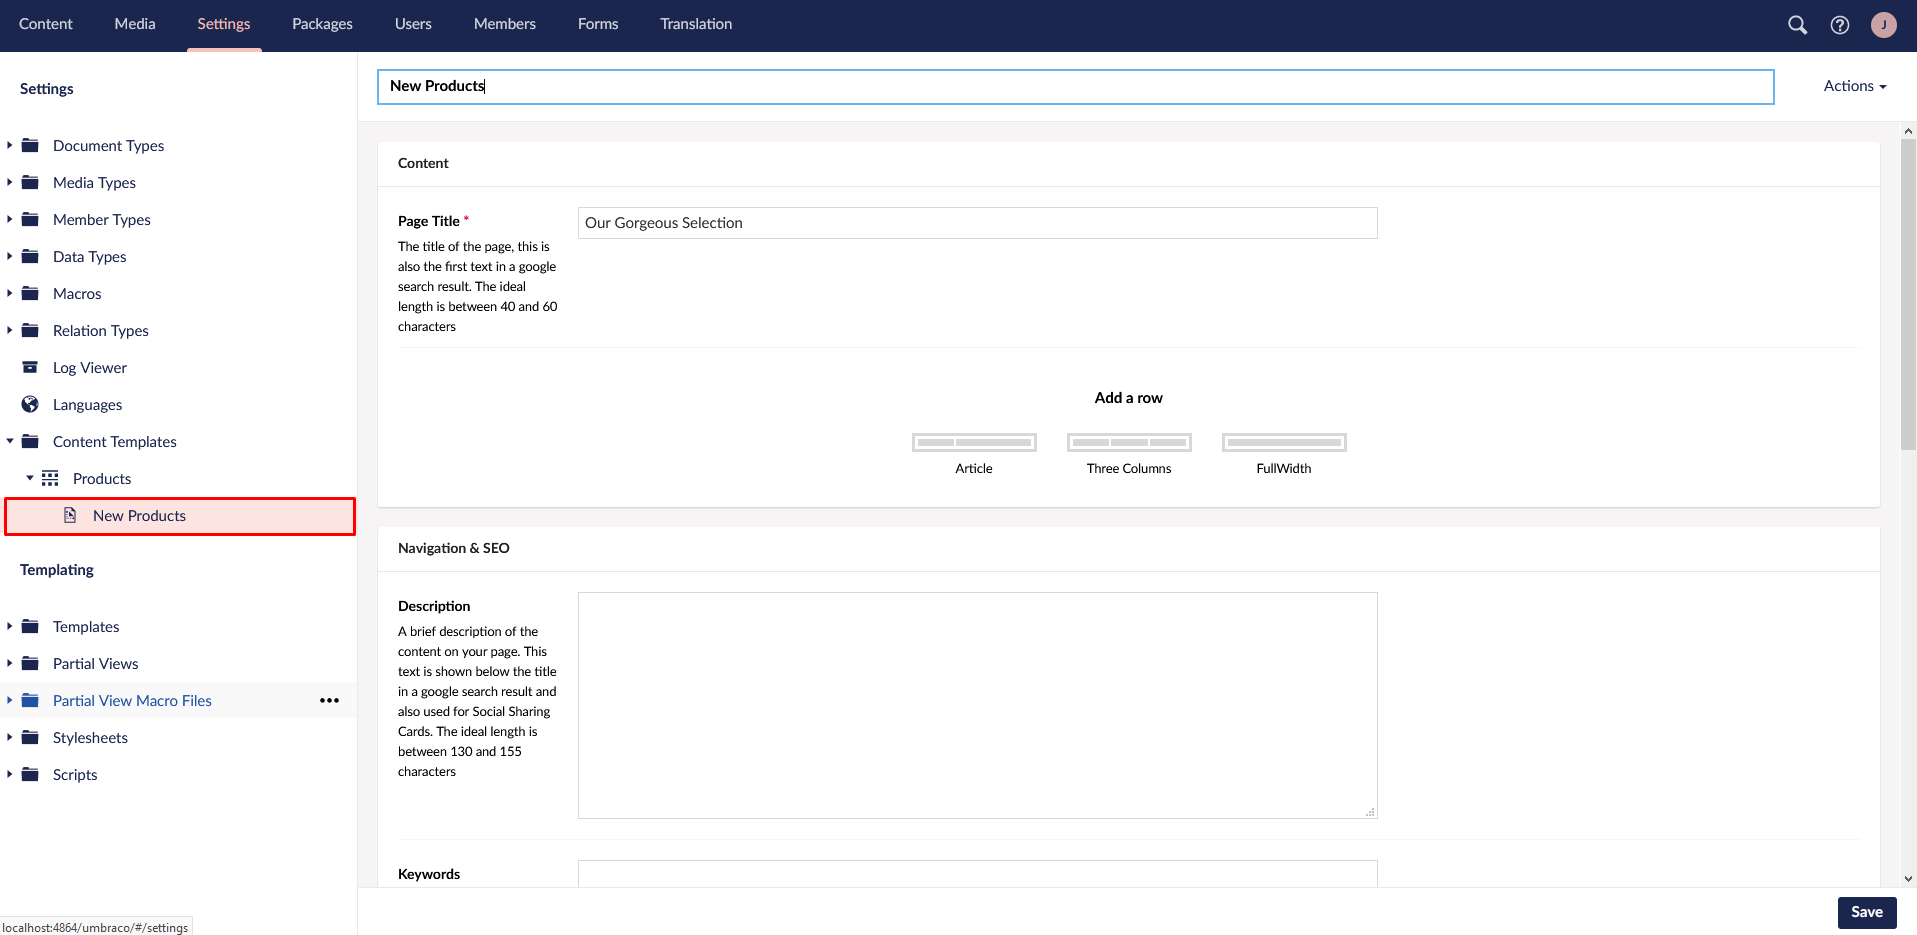 Content Media Settings Packages Users Members Forms Translation J
Settings
Document Types
Media Types
Member Types
Data Types
Macros
Relation Types
Log Viewer
Languages
Content Templates
Products
New Products
Templating
Templates
Partial Views
Partial View Macro Files •••
Stylesheets
Scripts
localhost:4864/umbraco/#/settings
New Products
Actions
Content
Page Title *
The title of the page, this is
also the first text in a google
search result. The ideal
length is between 40 and 60
characters
Our Gorgeous Selection
Add a row
Article Three Columns FullWidth
Navigation & SEO
Description
A brief description of the
content on your page. This
text is shown below the title
in a google search result and
also used for Social Sharing
Cards. The ideal length is
between 130 and 155
characters
Keywords
Save